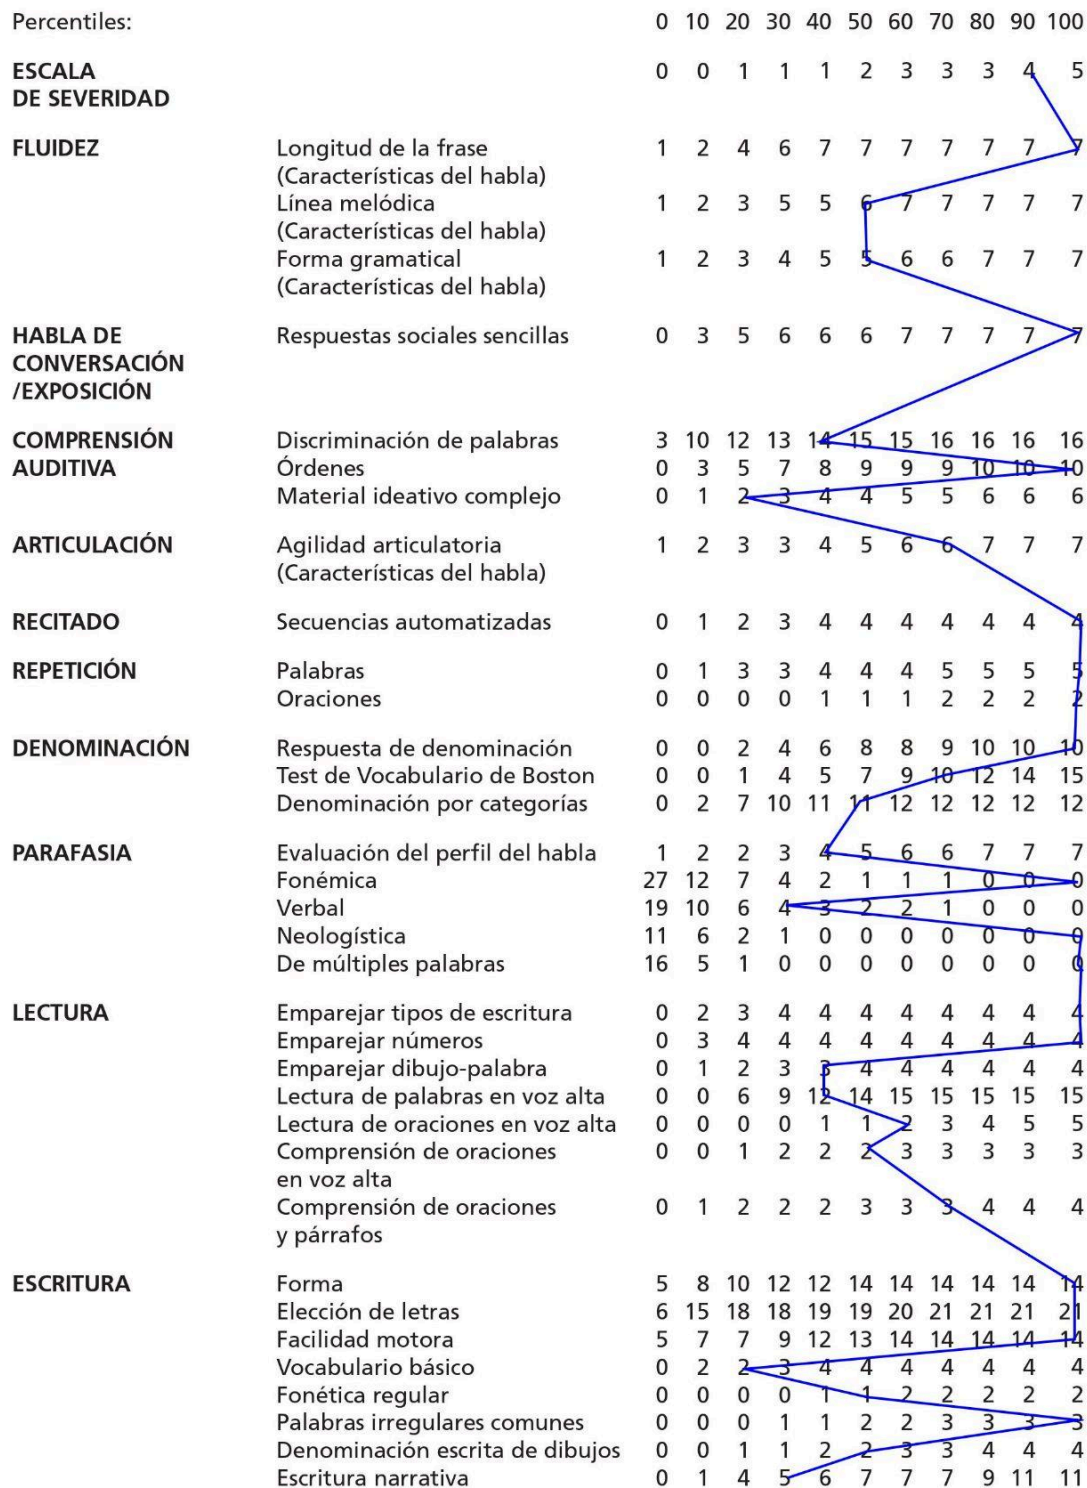 Percentiles: 0 10 20 30 40 50 60 70 80 90 100
ESCALA 0 0 1 1 1 2 3 3 3 4 5
DE SEVERIDAD
FLUIDEZ Longitud de la frase 1 2 4 6 7 7 7 7 7 7 7
(Características del habla)
Línea melódica 1 2 3 5 5 6 7 7 7 7 7
(Características del habla)
Forma gramatical 1 2 3 4 5 5 6 6 7 7 7
(Características del habla)
HABLA DE Respuestas sociales sencillas 0 3 5 6 6 6 7 7 7 7 7
CONVERSACIÓN
/EXPOSICIÓN
COMPRENSIÓN Discriminación de palabras 3 10 12 13 14 15 15 16 16 16 16
AUDITIVA Órdenes 0 3 5 7 8 9 9 9 10 10 10
Material ideativo complejo 0 1 2 3 4 4 5 5 6 6 6
ARTICULACIÓN Agilidad articulatoria 1 2 3 3 4 5 6 6 7 7 7
(Características del habla)
RECITADO Secuencias automatizadas 0 1 2 3 4 4 4 4 4 4 4
REPETICIÓN Palabras 0 1 3 3 4 4 4 5 5 5 5
Oraciones 0 0 0 0 1 1 1 2 2 2 2
DENOMINACIÓN Respuesta de denominación 0 0 2 4 6 8 8 9 10 10 10
Test de Vocabulario de Boston 0 0 1 4 5 7 9 10 12 14 15
Denominación por categorías 0 2 7 10 11 11 12 12 12 12 12
PARAFASIA Evaluación del perfil del habla 1 2 2 3 4 5 6 6 7 7 7
Fonémica 27 12 7 4 2 1 1 1 0 0 0
Verbal 19 10 6 4 3 2 2 1 0 0 0
Neologística 11 6 2 1 0 0 0 0 0 0 0
De múltiples palabras 16 5 1 0 0 0 0 0 0 0 0
LECTURA Emparejar tipos de escritura 0 2 3 4 4 4 4 4 4 4 4
Emparejar números 0 3 4 4 4 4 4 4 4 4 4
Emparejar dibujo-palabra 0 1 2 3 3 4 4 4 4 4 4
Lectura de palabras en voz alta 0 0 6 9 12 14 15 15 15 15 15
Lectura de oraciones en voz alta 0 0 0 0 1 1 2 3 4 5 5
Comprensión de oraciones 0 0 1 2 2 2 3 3 3 3 3
en voz alta
Comprensión de oraciones 0 1 2 2 2 3 3 3 4 4 4
y párrafos
ESCRITURA Forma 5 8 10 12 12 14 14 14 14 14 14
Elección de letras 6 15 18 18 19 19 20 21 21 21 21
Facilidad motora 5 7 7 9 12 13 14 14 14 14 14
Vocabulario básico 0 2 2 3 4 4 4 4 4 4 4
Fonética regular 0 0 0 0 1 1 2 2 2 2 2
Palabras irregulares comunes 0 0 0 1 1 2 2 3 3 3 3
Denominación escrita de dibujos 0 0 1 1 2 2 3 3 4 4 4
Escritura narrativa 0 1 4 5 6 7 7 7 9 11 11